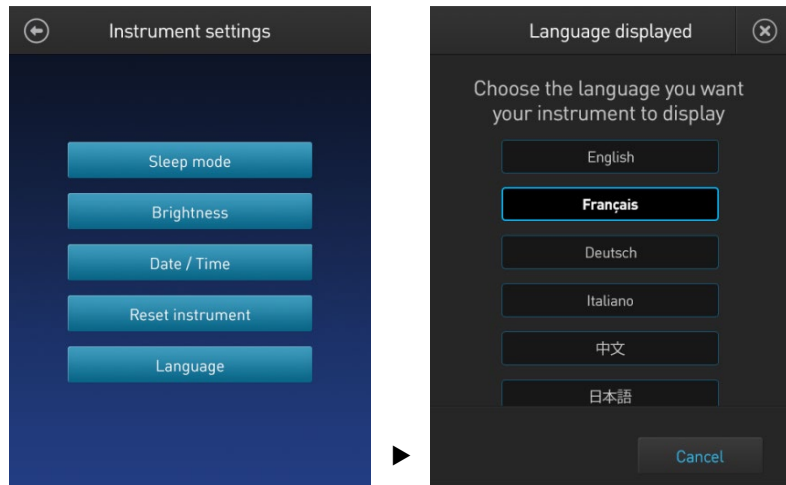 Instrument settings
Sleep mode
Brightness
Date / Time
Reset instrument
Language
Language displayed
Choose the language you want
your instrument to display
English
Français
Deutsch
Italiano
中文
日本語
Cancel